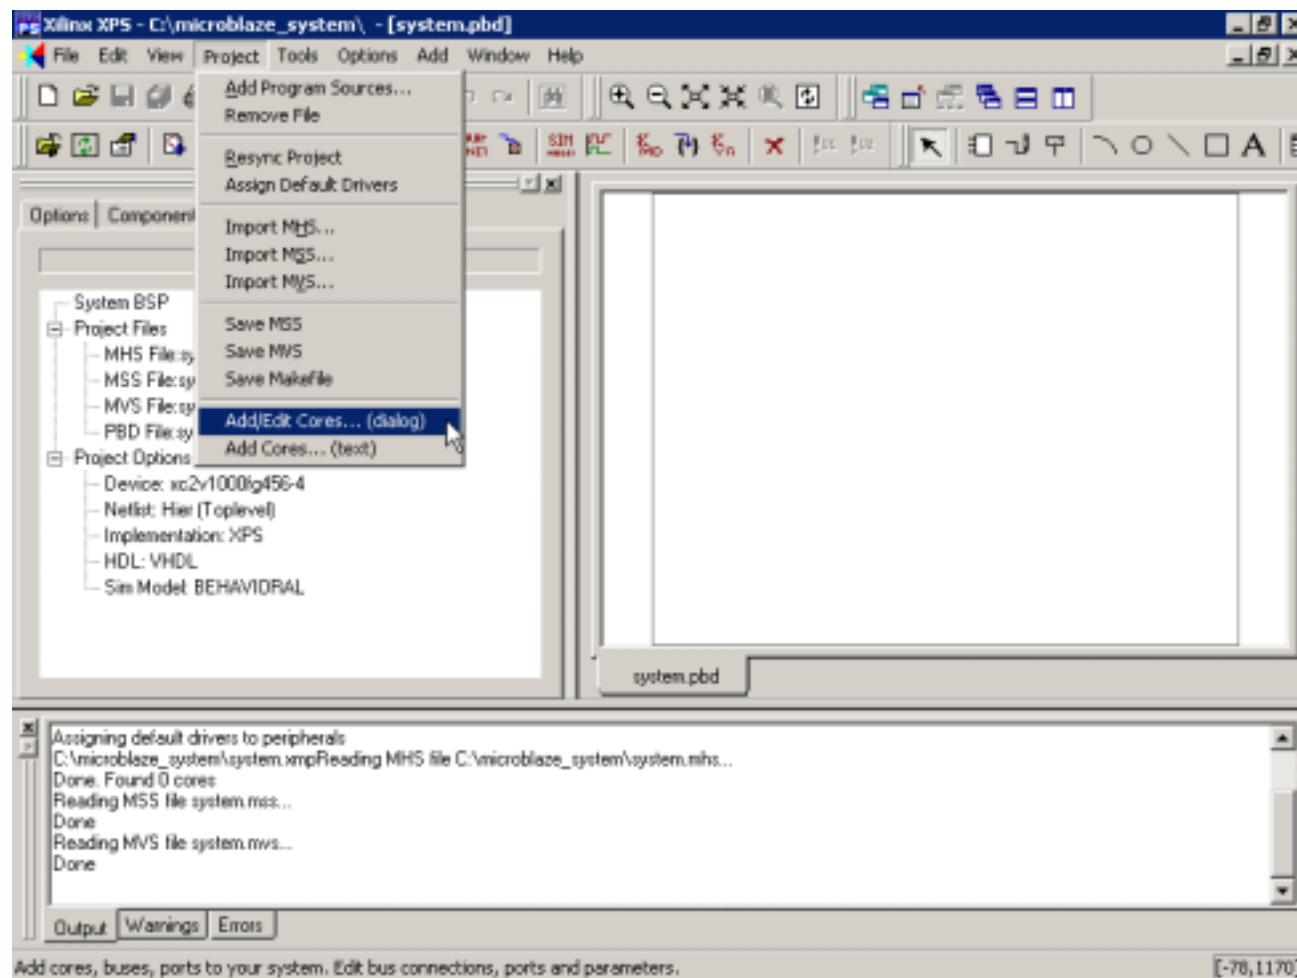 Xilinx XPS - C:\microblaze_system\ - [system.pbd]
File Edit View Project Tools Options Add Window Help
Add Program Sources...
Remove File
Resync Project
Assign Default Drivers
Import MHS...
Import MSS...
Import MVS...
Save MSS
Save MVS
Save Makefile
Add/Edit Cores... (dialog)
Add Cores... (text)
Options Component
System BSP
Project Files
MHS File:sy
MSS File:sy
MVS File:sy
PBD File:sy
Project Options
Device: xc2v1000fg456-4
Netlist: Hier (Toplevel)
Implementation: XPS
HDL: VHDL
Sim Model: BEHAVIORAL
system.pbd
Assigning default drivers to peripherals
C:\microblaze_system\system.xmpReading MHS file C:\microblaze_system\system.mhs...
Done. Found 0 cores
Reading MSS file system.mss...
Done
Reading MVS file system.mvs...
Done
Output Warnings Errors
Add cores, buses, ports to your system. Edit bus connections, ports and parameters.
[-78,1170]